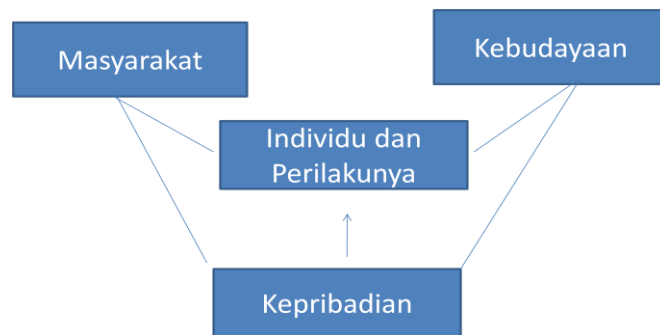 Masyarakat
Kebudayaan
Individu dan
Perilakunya
Kepribadian